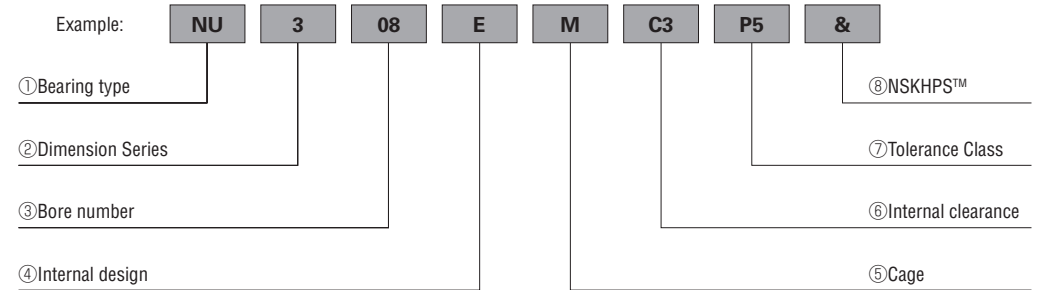 Example: NU 3 08 E M C3 P5 &
①Bearing type ⑧NSKHPS™
②Dimension Series ⑦Tolerance Class
③Bore number ⑥Internal clearance
④Internal design ⑤Cage